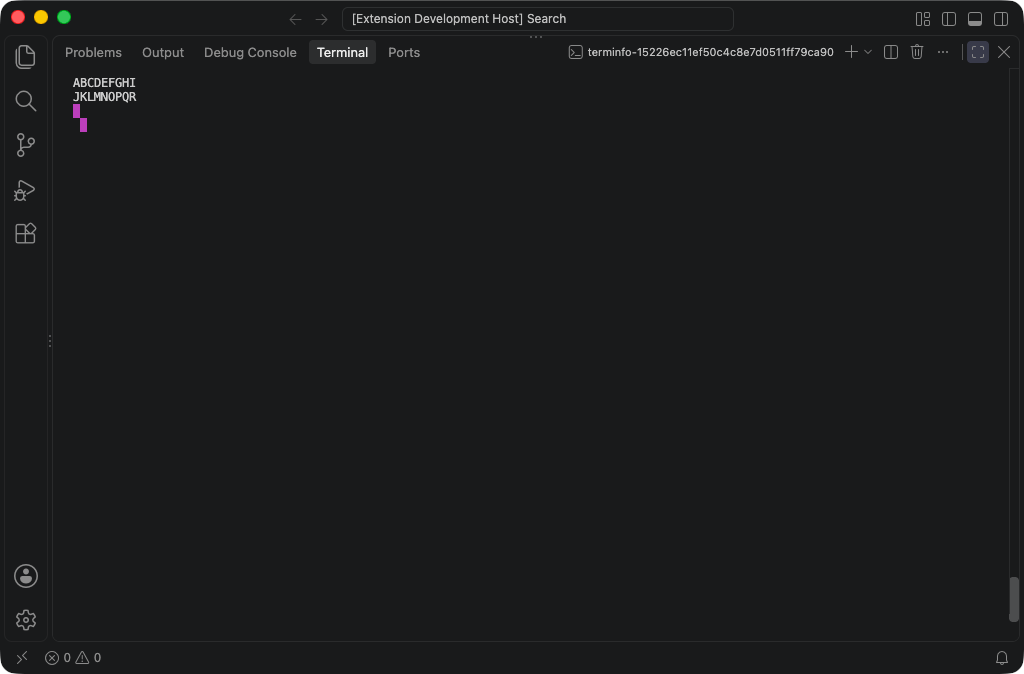 [Extension Development Host] Search
Problems Output Debug Console Terminal Ports terminfo-15226ec11ef50c4c8e7d0511ff79ca90
ABCDEFGHI
JKLMNOPQR
0 0